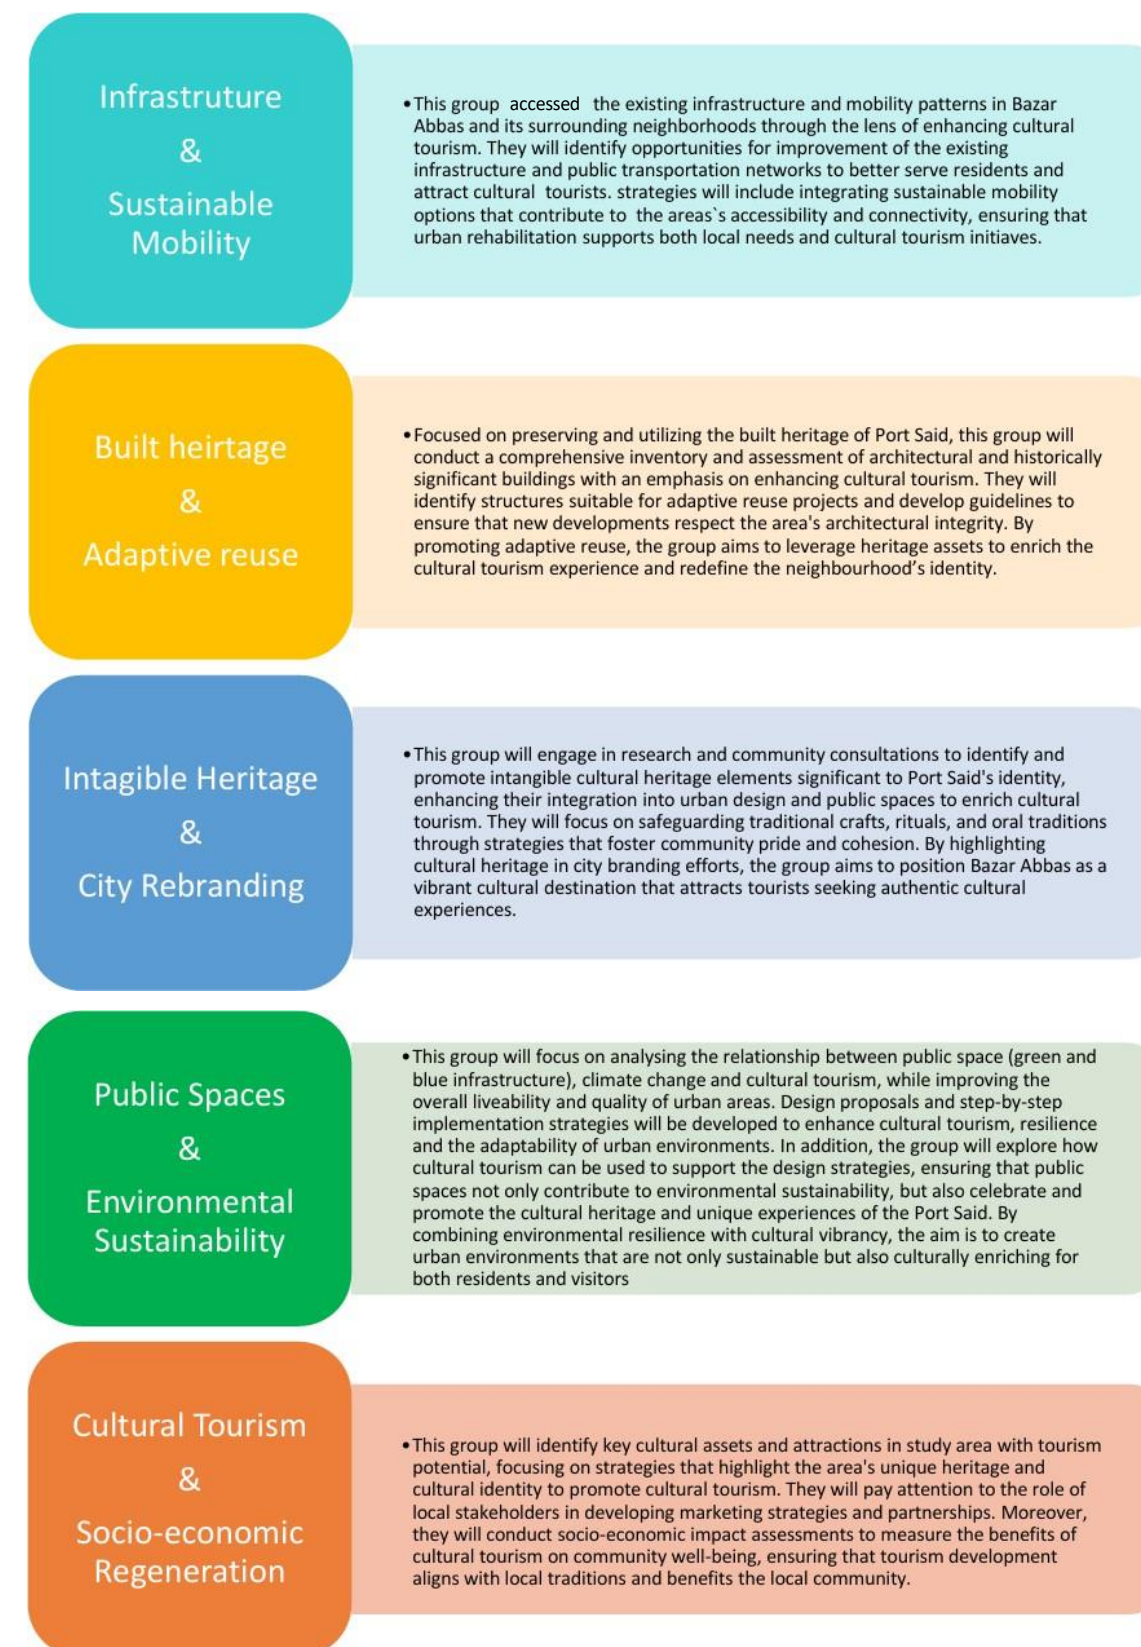 Infrastruture
&
Sustainable
Mobility
•This group accessed the existing infrastructure and mobility patterns in Bazar
Abbas and its surrounding neighborhoods through the lens of enhancing cultural
tourism. They will identify opportunities for improvement of the existing
infrastructure and public transportation networks to better serve residents and
attract cultural tourists. strategies will include integrating sustainable mobility
options that contribute to the areas`s accessibility and connectivity, ensuring that
urban rehabilitation supports both local needs and cultural tourism initiaves.
Built heirtage
&
Adaptive reuse
•Focused on preserving and utilizing the built heritage of Port Said, this group will
conduct a comprehensive inventory and assessment of architectural and historically
significant buildings with an emphasis on enhancing cultural tourism. They will
identify structures suitable for adaptive reuse projects and develop guidelines to
ensure that new developments respect the area's architectural integrity. By
promoting adaptive reuse, the group aims to leverage heritage assets to enrich the
cultural tourism experience and redefine the neighbourhood’s identity.
Intagible Heritage
&
City Rebranding
•This group will engage in research and community consultations to identify and
promote intangible cultural heritage elements significant to Port Said's identity,
enhancing their integration into urban design and public spaces to enrich cultural
tourism. They will focus on safeguarding traditional crafts, rituals, and oral traditions
through strategies that foster community pride and cohesion. By highlighting
cultural heritage in city branding efforts, the group aims to position Bazar Abbas as a
vibrant cultural destination that attracts tourists seeking authentic cultural
experiences.
Public Spaces
&
Environmental
Sustainability
•This group will focus on analysing the relationship between public space (green and
blue infrastructure), climate change and cultural tourism, while improving the
overall liveability and quality of urban areas. Design proposals and step-by-step
implementation strategies will be developed to enhance cultural tourism, resilience
and the adaptability of urban environments. In addition, the group will explore how
cultural tourism can be used to support the design strategies, ensuring that public
spaces not only contribute to environmental sustainability, but also celebrate and
promote the cultural heritage and unique experiences of the Port Said. By
combining environmental resilience with cultural vibrancy, the aim is to create
urban environments that are not only sustainable but also culturally enriching for
both residents and visitors
Cultural Tourism
&
Socio-economic
Regeneration
•This group will identify key cultural assets and attractions in study area with tourism
potential, focusing on strategies that highlight the area's unique heritage and
cultural identity to promote cultural tourism. They will pay attention to the role of
local stakeholders in developing marketing strategies and partnerships. Moreover,
they will conduct socio-economic impact assessments to measure the benefits of
cultural tourism on community well-being, ensuring that tourism development
aligns with local traditions and benefits the local community.